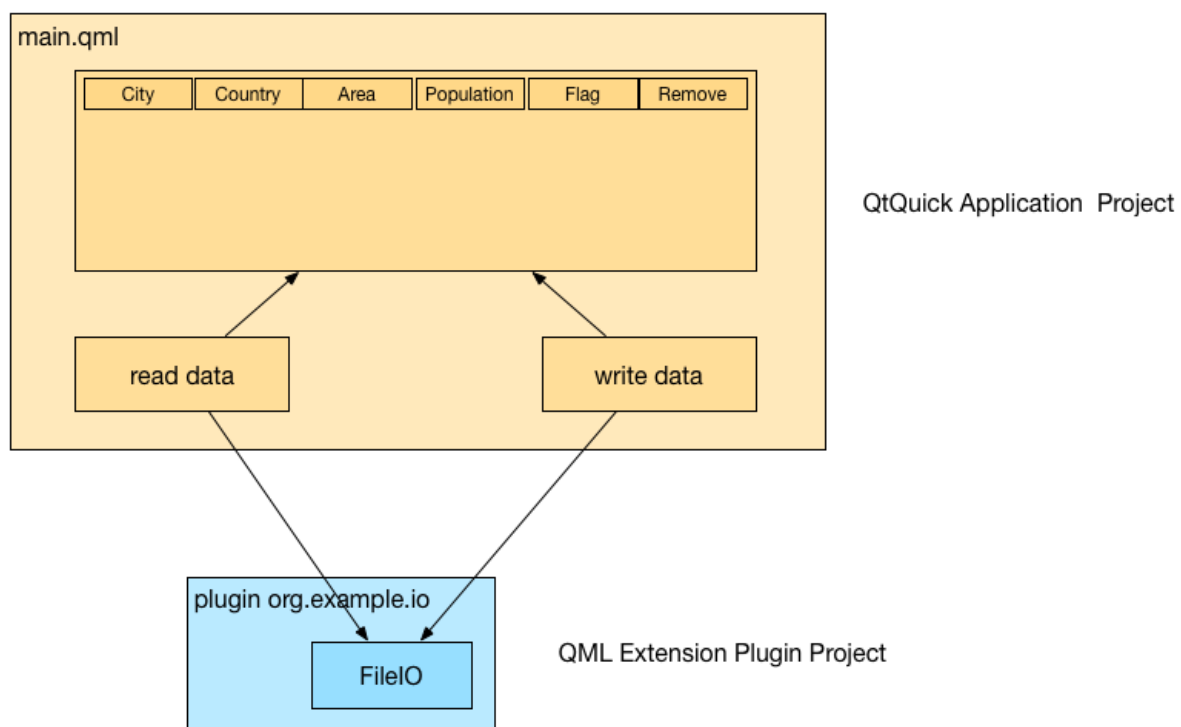 main.qml
City Country Area Population Flag Remove
QtQuick Application Project
read data write data
plugin org.example.io
FileIO
QML Extension Plugin Project